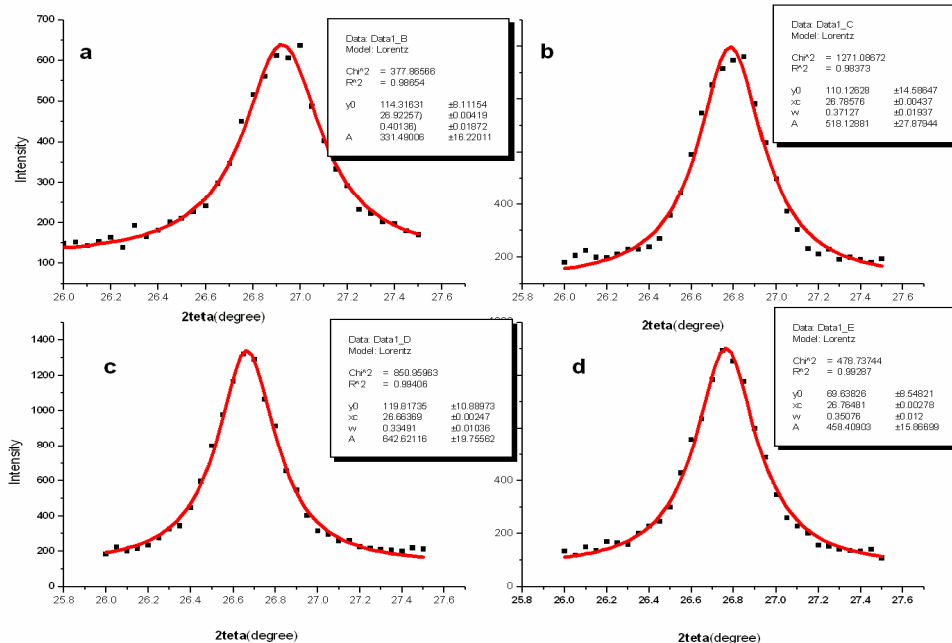 a
Intensity
700
600
500
400
300
200
100
26.0 26.2 26.4 26.6 26.8 27.0 27.2 27.4 27.6
2teta(degree)
Data: Data1_B
Model: Lorentz
Chi^2 = 377.86566
R^2 = 0.98654
y0 114.31631 ±8.11154
26.92257) ±0.00419
0.40136) ±0.01872
A 331.49006 ±16.22011
b
400
200
25.8 26.0 26.2 26.4 26.6 26.8 27.0 27.2 27.4 27.6
2teta(degree)
Data: Data1_C
Model: Lorentz
Chi^2 = 1271.08672
R^2 = 0.98373
y0 110.12628 ±14.58647
xc 26.78576 ±0.00437
w 0.37127 ±0.01937
A 518.12881 ±27.87944
c
Intensity
1400
1200
1000
800
600
400
200
0
25.8 26.0 26.2 26.4 26.6 26.8 27.0 27.2 27.4 27.6
2teta(degree)
Data: Data1_D
Model: Lorentz
Chi^2 = 850.95963
R^2 = 0.99406
y0 119.81735 ±10.88973
xc 26.66369 ±0.00247
w 0.33491 ±0.01036
A 642.62116 ±19.75562
d
400
200
0
25.8 26.0 26.2 26.4 26.6 26.8 27.0 27.2 27.4 27.6
2teta(degree)
Data: Data1_E
Model: Lorentz
Chi^2 = 478.73744
R^2 = 0.99287
y0 69.63826 ±8.54821
xc 26.76481 ±0.00278
w 0.35076 ±0.012
A 458.40903 ±15.86699